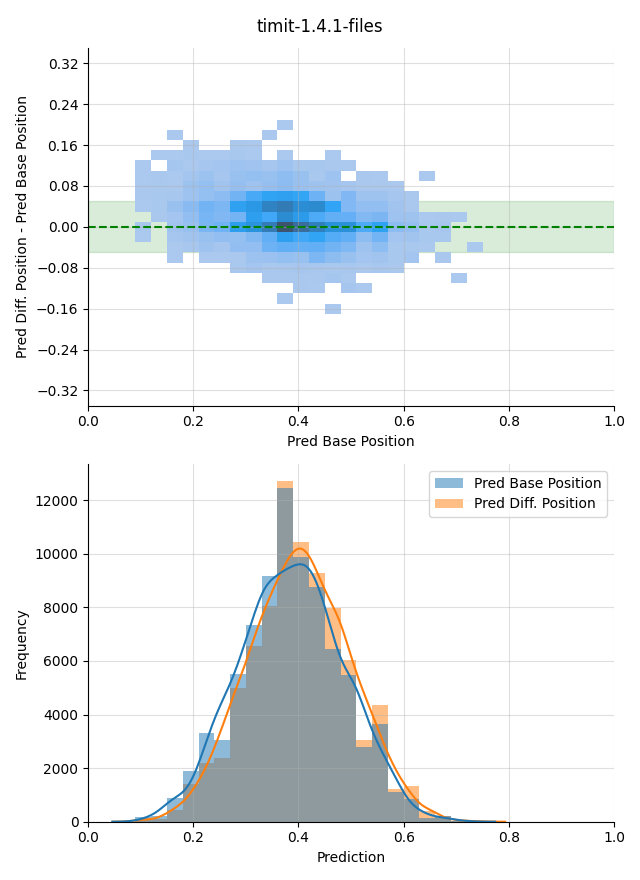 timit-1.4.1-files
Pred Diff. Position - Pred Base Position
0.32
0.24
0.16
0.08
0.00
−0.08
−0.16
−0.24
−0.32
0.0 0.2 0.4 0.6 0.8 1.0
Pred Base Position
Pred Base Position
Pred Diff. Position
Frequency
12000
10000
8000
6000
4000
2000
0
0.0 0.2 0.4 0.6 0.8 1.0
Prediction